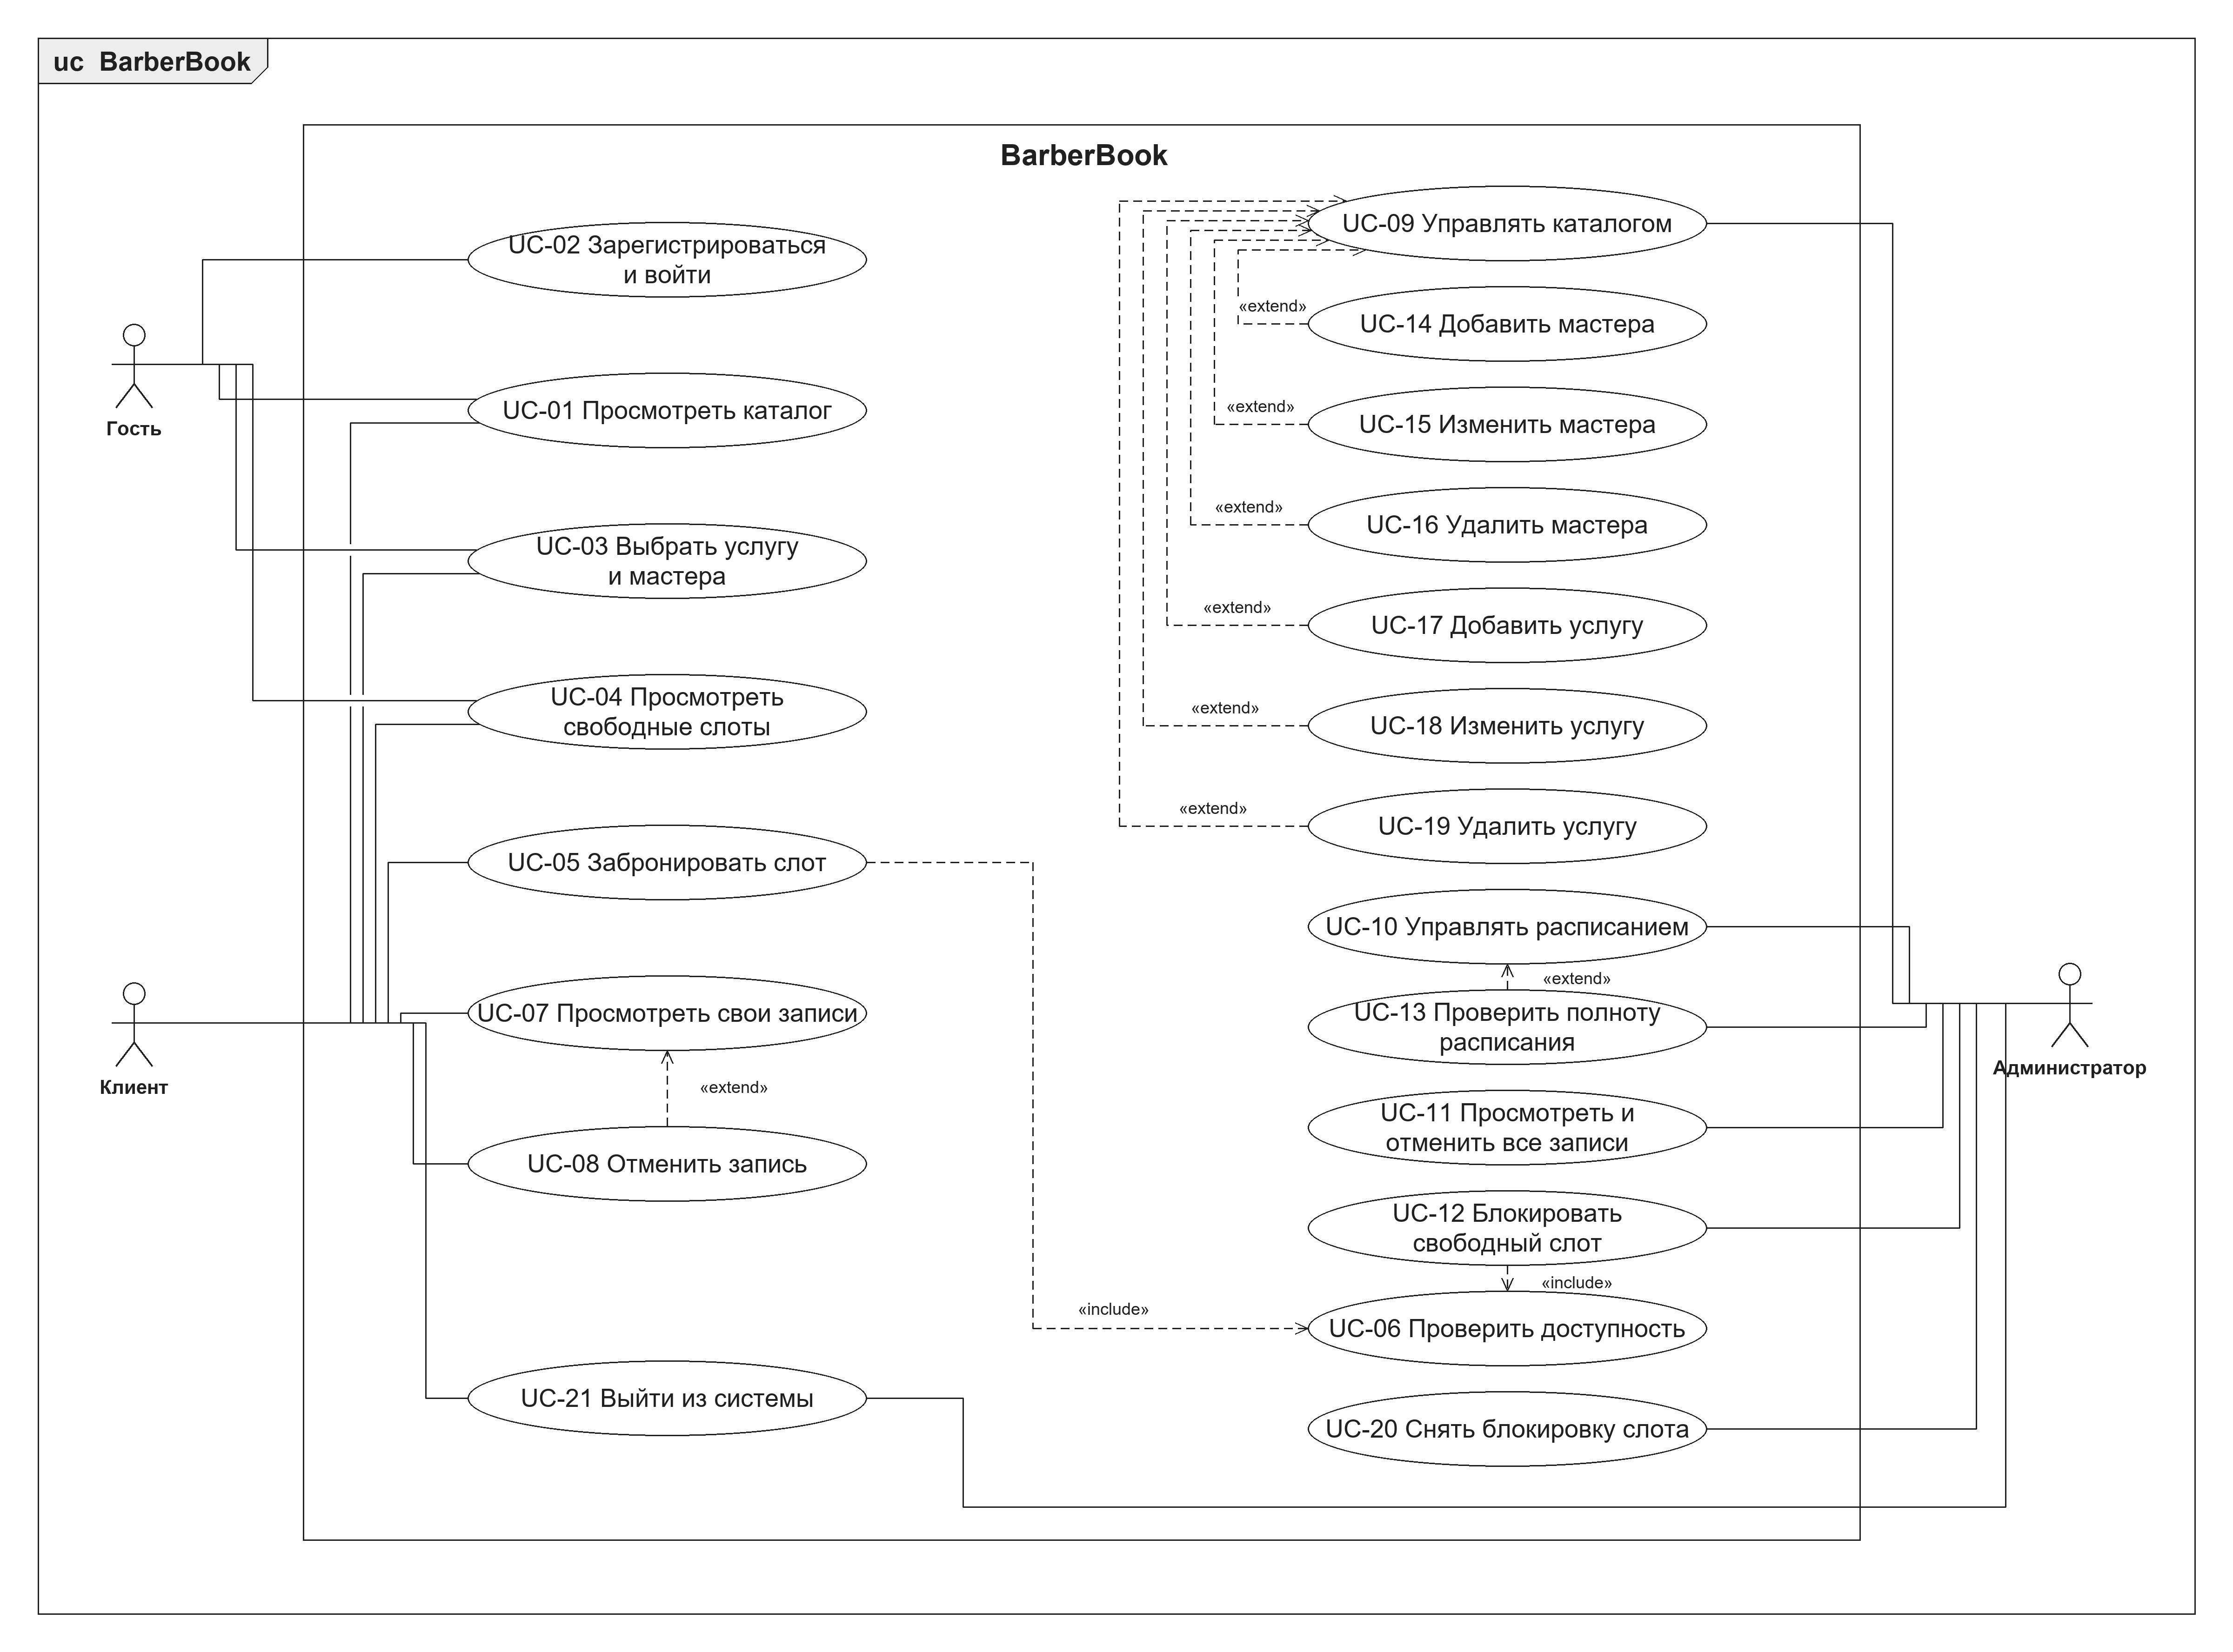 uc BarberBook
BarberBook
UC-02 Зарегистрироваться
и войти
UC-01 Просмотреть каталог
UC-03 Выбрать услугу
и мастера
UC-04 Просмотреть
свободные слоты
UC-05 Забронировать слот
UC-07 Просмотреть свои записи
«extend»
UC-08 Отменить запись
UC-21 Выйти из системы
Гость
Клиент
UC-09 Управлять каталогом
«extend»
UC-14 Добавить мастера
«extend»
UC-15 Изменить мастера
«extend»
UC-16 Удалить мастера
«extend»
UC-17 Добавить услугу
«extend»
UC-18 Изменить услугу
«extend»
UC-19 Удалить услугу
UC-10 Управлять расписанием
«extend»
UC-13 Проверить полноту
расписания
UC-11 Просмотреть и
отменить все записи
UC-12 Блокировать
свободный слот
«include»
«include»
UC-06 Проверить доступность
UC-20 Снять блокировку слота
Администратор